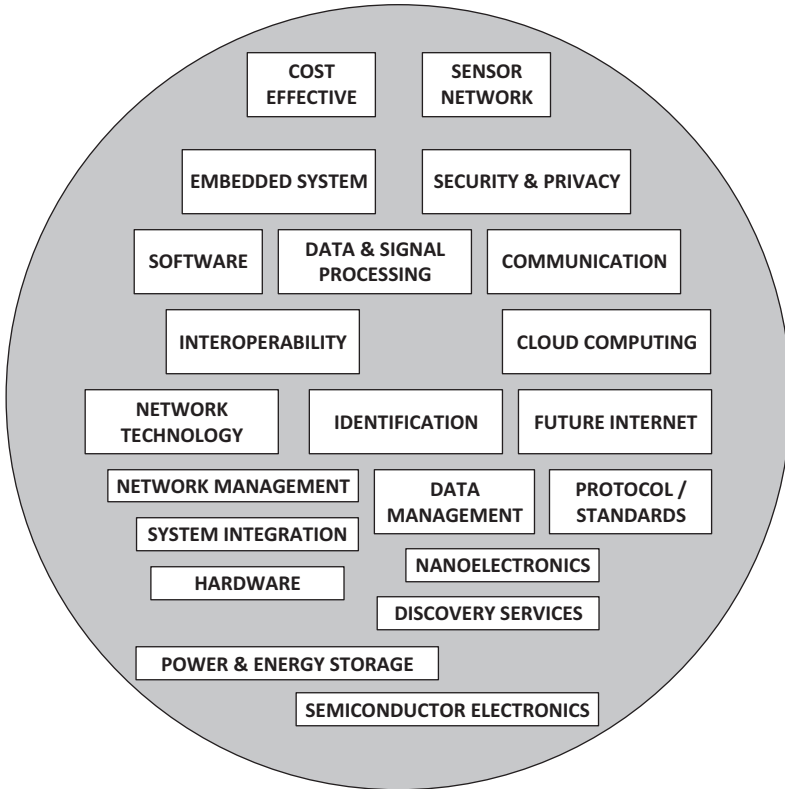 COST
EFFECTIVE
SENSOR
NETWORK
EMBEDDED SYSTEM
SECURITY & PRIVACY
SOFTWARE
DATA & SIGNAL
PROCESSING
COMMUNICATION
INTEROPERABILITY
CLOUD COMPUTING
NETWORK
TECHNOLOGY
IDENTIFICATION
FUTURE INTERNET
NETWORK MANAGEMENT
DATA
MANAGEMENT
PROTOCOL /
STANDARDS
SYSTEM INTEGRATION
NANOELECTRONICS
HARDWARE
DISCOVERY SERVICES
POWER & ENERGY STORAGE
SEMICONDUCTOR ELECTRONICS